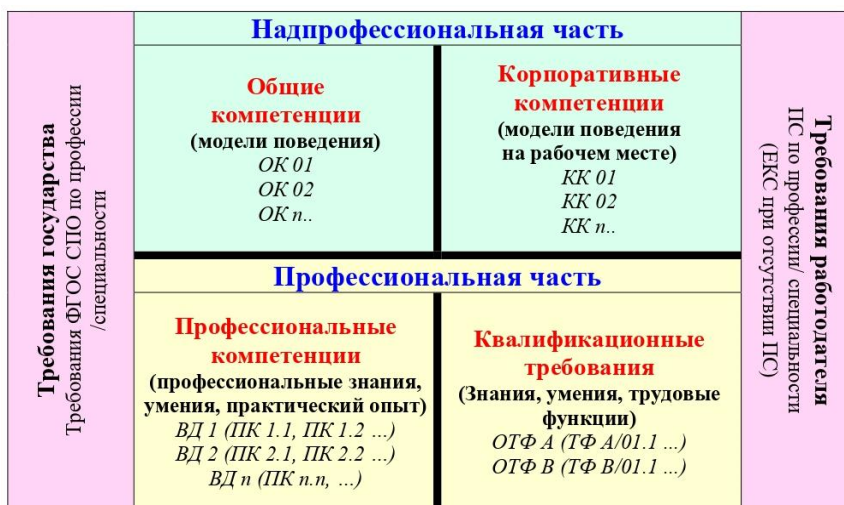 Требования государства
Требования ФГОС СПО по профессии
/специальности
Надпрофессиональная часть
Общие
компетенции
(модели поведения)
ОК 01
ОК 02
ОК n..
Корпоративные
компетенции
(модели поведения
на рабочем месте)
КК 01
КК 02
КК n..
Профессиональная часть
Профессиональные
компетенции
(профессиональные знания,
умения, практический опыт)
ВД 1 (ПК 1.1, ПК 1.2 ...)
ВД 2 (ПК 2.1, ПК 2.2 ...)
ВД n (ПК n.n, ...)
Квалификационные
требования
(Знания, умения, трудовые
функции)
ОТФ А (ТФ А/01.1 ...)
ОТФ В (ТФ В/01.1 ...)
Требования работодателя
ПС по профессии/ специальности
(ЕКС при отсутствии ПС)